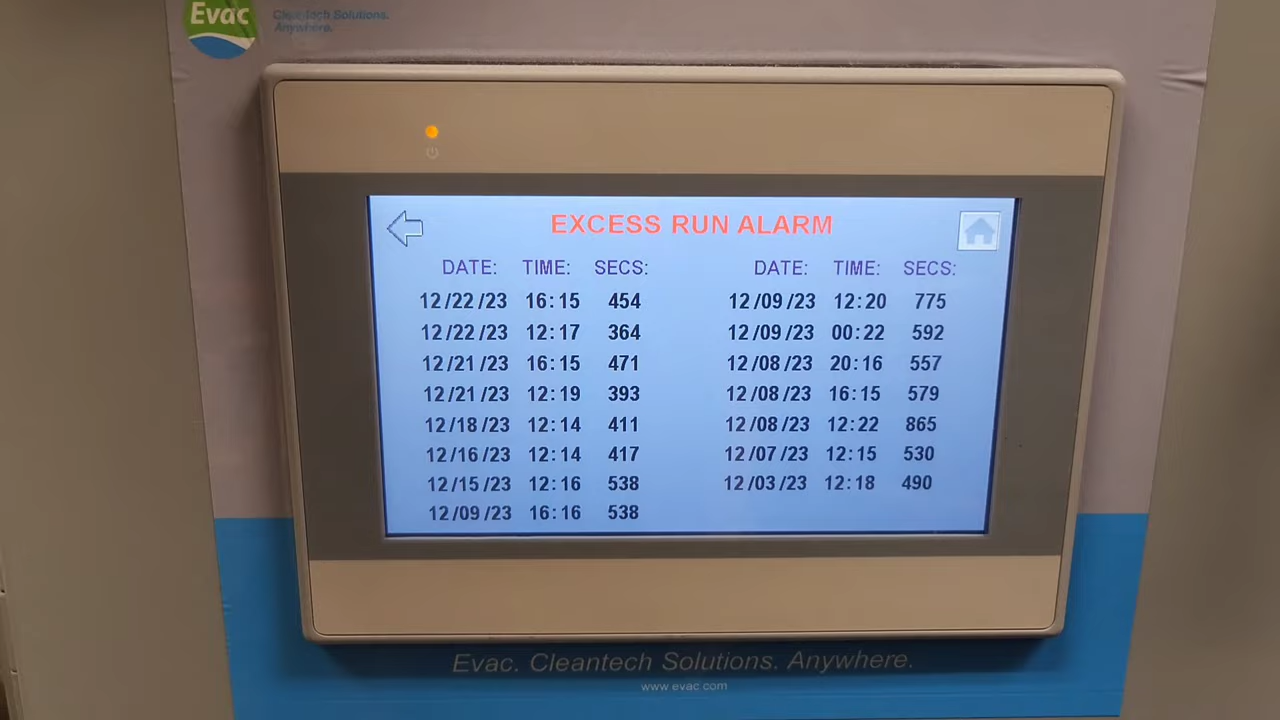 Evac
Cleantech Solutions.
Anywhere.
EXCESS RUN ALARM
DATE: TIME: SECS:
12/22/23 16:15 454
12/22/23 12:17 364
12/21/23 16:15 471
12/21/23 12:19 393
12/18/23 12:14 411
12/16/23 12:14 417
12/15/23 12:16 538
12/09/23 16:16 538
DATE: TIME: SECS:
12/09/23 12:20 775
12/09/23 00:22 592
12/08/23 20:16 557
12/08/23 16:15 579
12/08/23 12:22 865
12/07/23 12:15 530
12/03/23 12:18 490
Evac. Cleantech Solutions. Anywhere.
www.evac.com